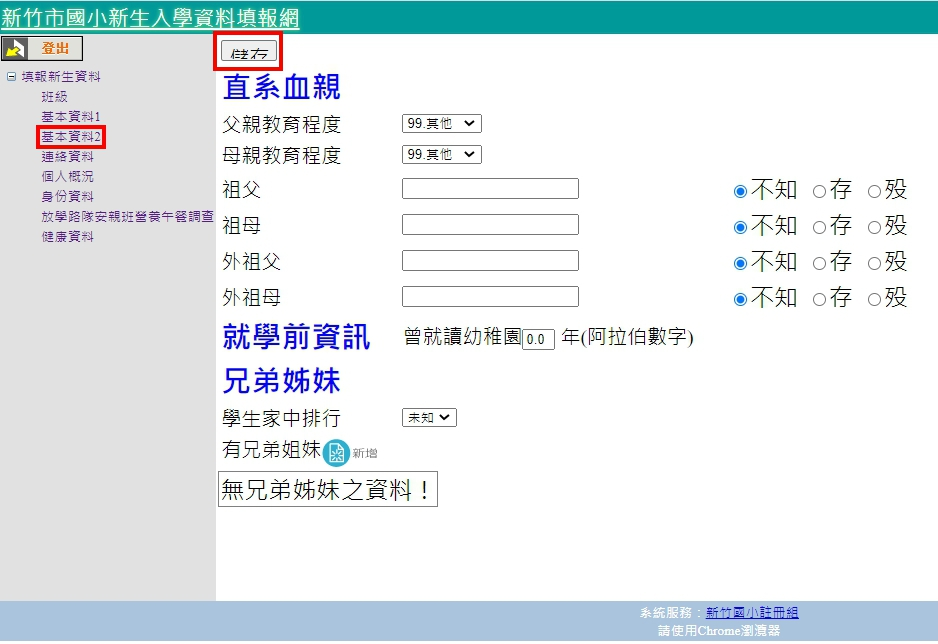 新竹市國小新生入學資料填報網
登出
儲存
填報新生資料
班級
基本資料1
基本資料2
連絡資料
個人概況
身份資料
放學路隊安親班營養午餐調查
健康資料
直系血親
父親教育程度 99.其他
母親教育程度 99.其他
祖父 不知 存 歿
祖母 不知 存 歿
外祖父 不知 存 歿
外祖母 不知 存 歿
就學前資訊 曾就讀幼稚園 0.0 年(阿拉伯數字)
兄弟姊妹
學生家中排行 未知
有兄弟姐妹 新增
無兄弟姊妹之資料！
系統服務：新竹國小註冊組
請使用Chrome瀏灠器